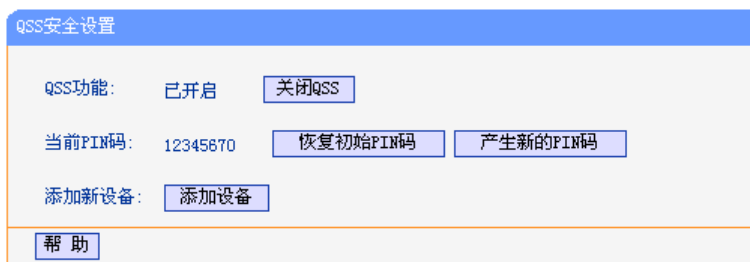 QSS安全设置
QSS功能: 已开启 关闭QSS
当前PIN码: 12345670 恢复初始PIN码 产生新的PIN码
添加新设备: 添加设备
帮 助